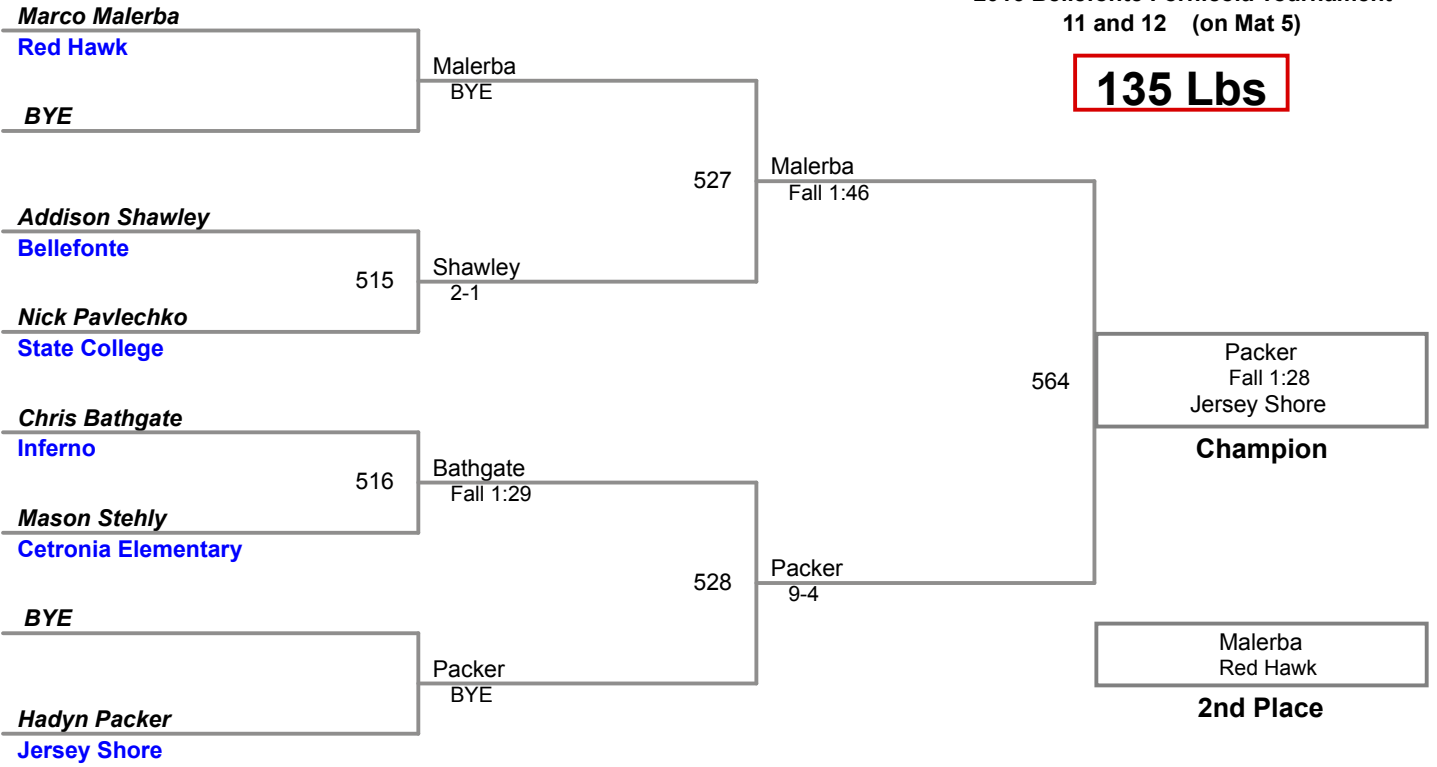 11 and 12 (on Mat 5)
135 Lbs
Marco Malerba
Red Hawk
BYE
Addison Shawley
Bellefonte
Nick Pavlechko
State College
Chris Bathgate
Inferno
Mason Stehly
Cetronia Elementary
BYE
Hadyn Packer
Jersey Shore
515
516
Malerba
BYE
Shawley
2-1
Bathgate
Fall 1:29
Packer
BYE
527
528
Malerba
Fall 1:46
Packer
9-4
564
Packer
Fall 1:28
Jersey Shore
Champion
Malerba
Red Hawk
2nd Place